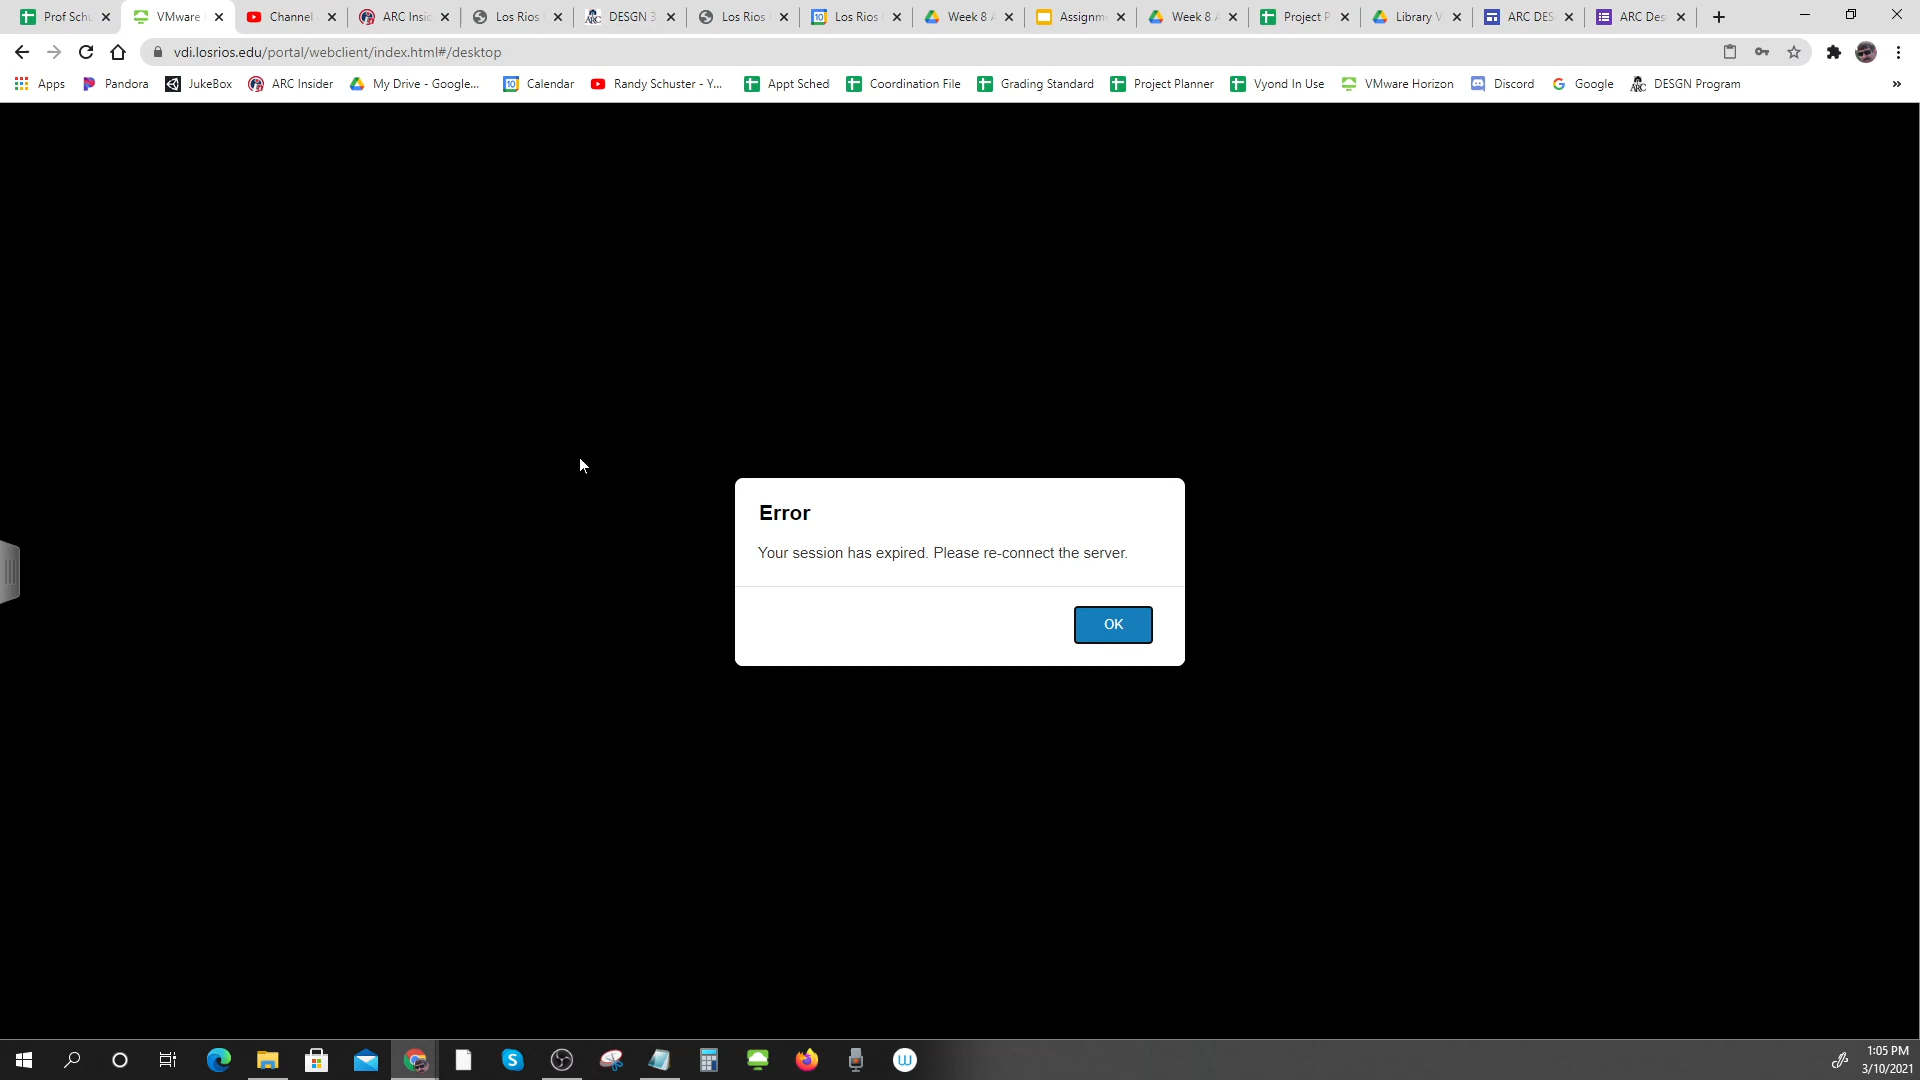 Prof Schu
VMware
Channel
ARC Insid
Los Rios
DESGN 3
Los Rios
Los Rios
Week 8 A
Assignm
Week 8 A
Project P
Library V
ARC DES
ARC Des
vdi.losrios.edu/portal/webclient/index.html#/desktop
Apps
Pandora
JukeBox
ARC Insider
My Drive - Google...
Calendar
Randy Schuster - Y...
Appt Sched
Coordination File
Grading Standard
Project Planner
Vyond In Use
VMware Horizon
Discord
Google
DESGN Program
»
Error
Your session has expired. Please re-connect the server.
OK
1:05 PM
3/10/2021